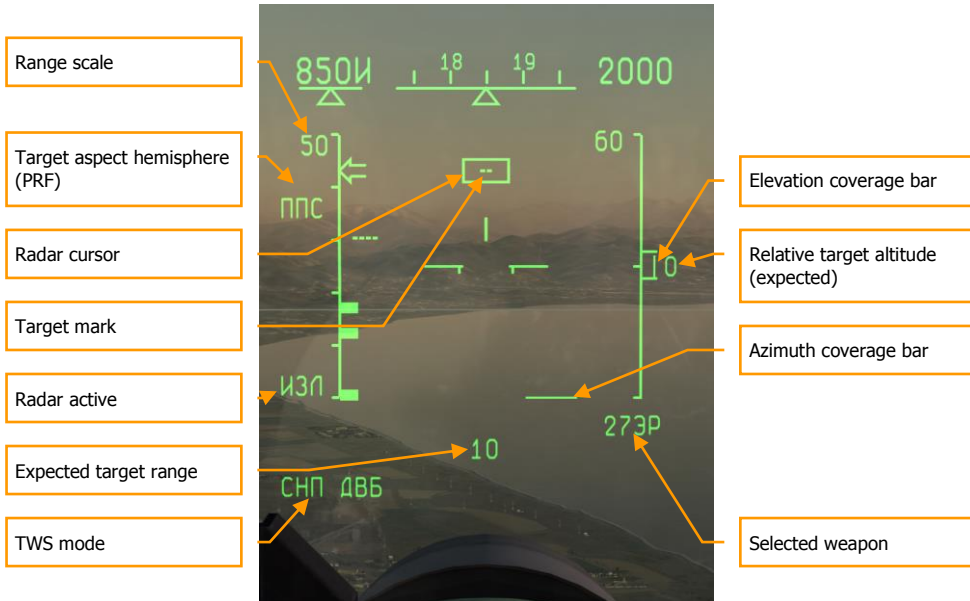 Range scale
Target aspect hemisphere
(PRF)
Radar cursor
Target mark
Radar active
Expected target range
TWS mode
850И
18
19
2000
50
60
ППС
0
ИЗЛ
27ЭР
10
СНП ДВБ
Elevation coverage bar
Relative target altitude
(expected)
Azimuth coverage bar
Selected weapon